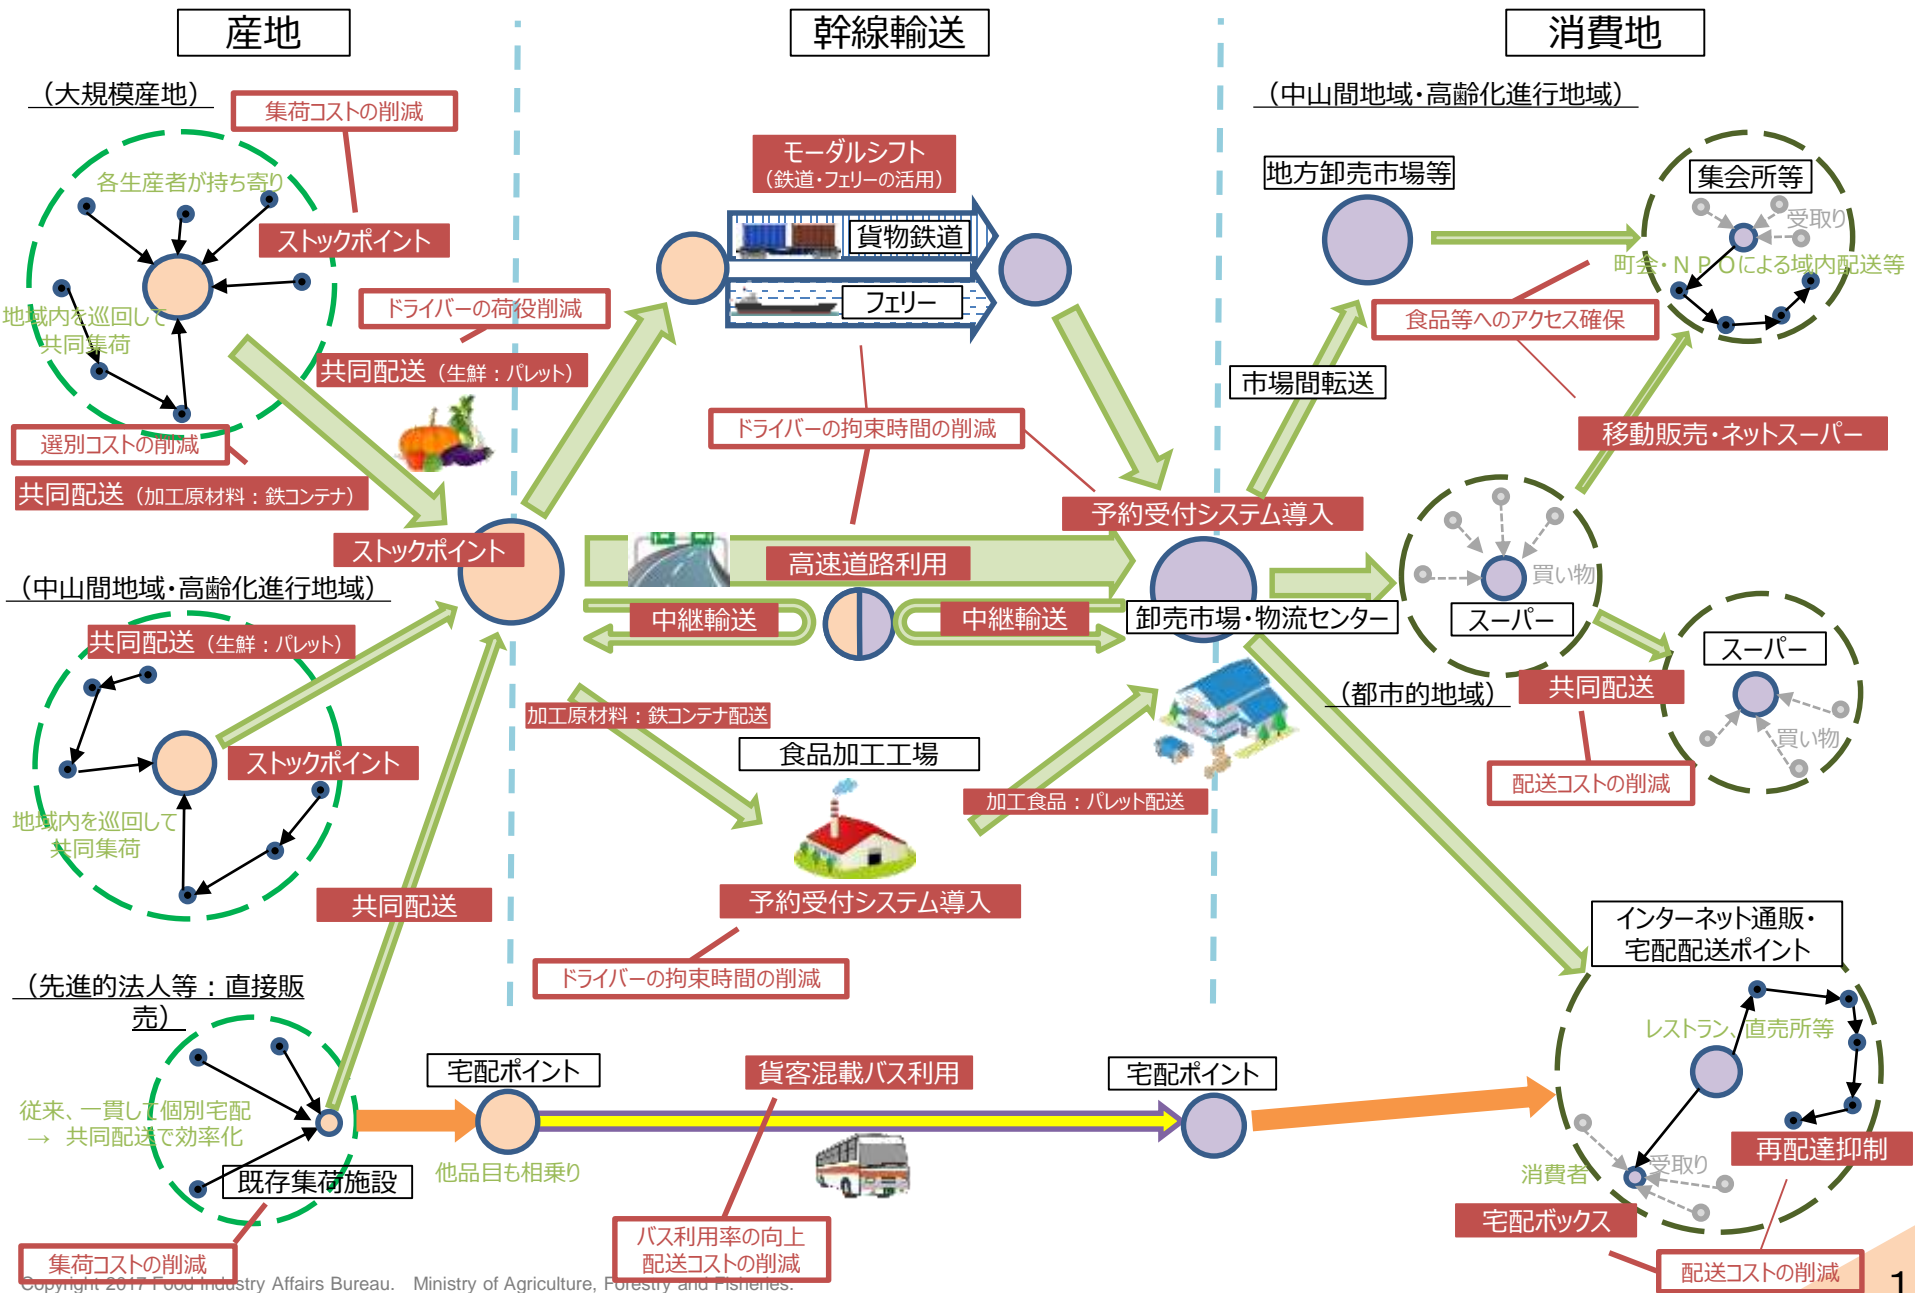 産地
幹線輸送
消費地
（大規模産地）
集荷コストの削減
各生産者が持ち寄り
ストックポイント
地域内を巡回して
共同集荷
ドライバーの荷役削減
共同配送（生鮮：パレット）
選別コストの削減
共同配送（加工原材料：鉄コンテナ）
ストックポイント
（中山間地域・高齢化進行地域）
共同配送（生鮮：パレット）
ストックポイント
地域内を巡回して
共同集荷
共同配送
（先進的法人等：直接販
売）
従来、一貫して個別宅配
→ 共同配送で効率化
既存集荷施設
集荷コストの削減
モーダルシフト
（鉄道・フェリーの活用）
貨物鉄道
フェリー
ドライバーの拘束時間の削減
予約受付システム導入
高速道路利用
中継輸送
中継輸送
卸売市場・物流センター
加工原材料：鉄コンテナ配送
食品加工工場
加工食品：パレット配送
予約受付システム導入
ドライバーの拘束時間の削減
宅配ポイント
他品目も相乗り
貨客混載バス利用
宅配ポイント
バス利用率の向上
配送コストの削減
（中山間地域・高齢化進行地域）
地方卸売市場等
集会所等
受取り
町会・ＮＰＯによる域内配送等
食品等へのアクセス確保
市場間転送
移動販売・ネットスーパー
買い物
スーパー
（都市的地域）
共同配送
スーパー
買い物
配送コストの削減
インターネット通販・
宅配配送ポイント
レストラン、直売所等
再配達抑制
消費者
受取り
宅配ボックス
配送コストの削減
Copyright 2017 Food Industry Affairs Bureau. Ministry of Agriculture, Forestry and Fisheries.
1